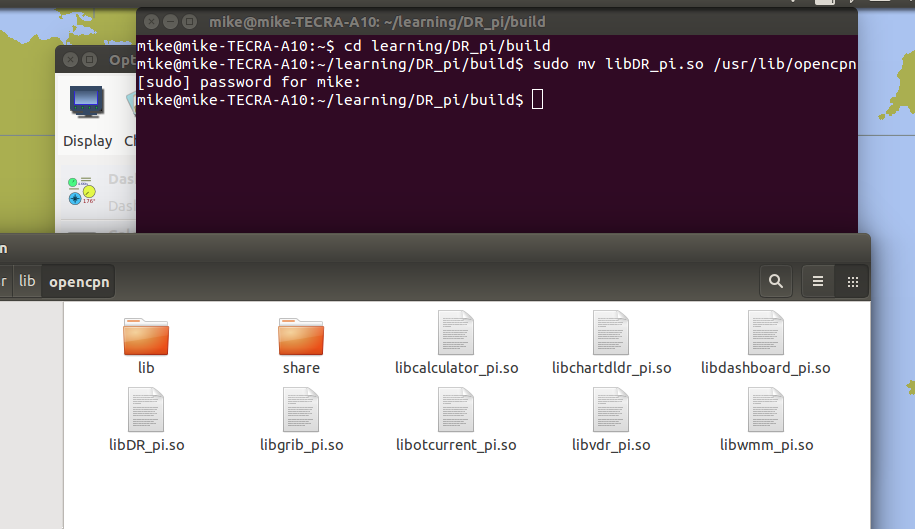 mike@mike-TECRA-A10: ~/learning/DR_pi/build
mike@mike-TECRA-A10:~$ cd learning/DR_pi/build
mike@mike-TECRA-A10:~/learning/DR_pi/build$ sudo mv libDR_pi.so /usr/lib/opencpn
[sudo] password for mike:
mike@mike-TECRA-A10:~/learning/DR_pi/build$
Opt
Display Ch
Dash
Dash
n
r lib opencpn
lib share libcalculator_pi.so libchartdldr_pi.so libdashboard_pi.so
libDR_pi.so libgrib_pi.so libotcurrent_pi.so libvdr_pi.so libwmm_pi.so